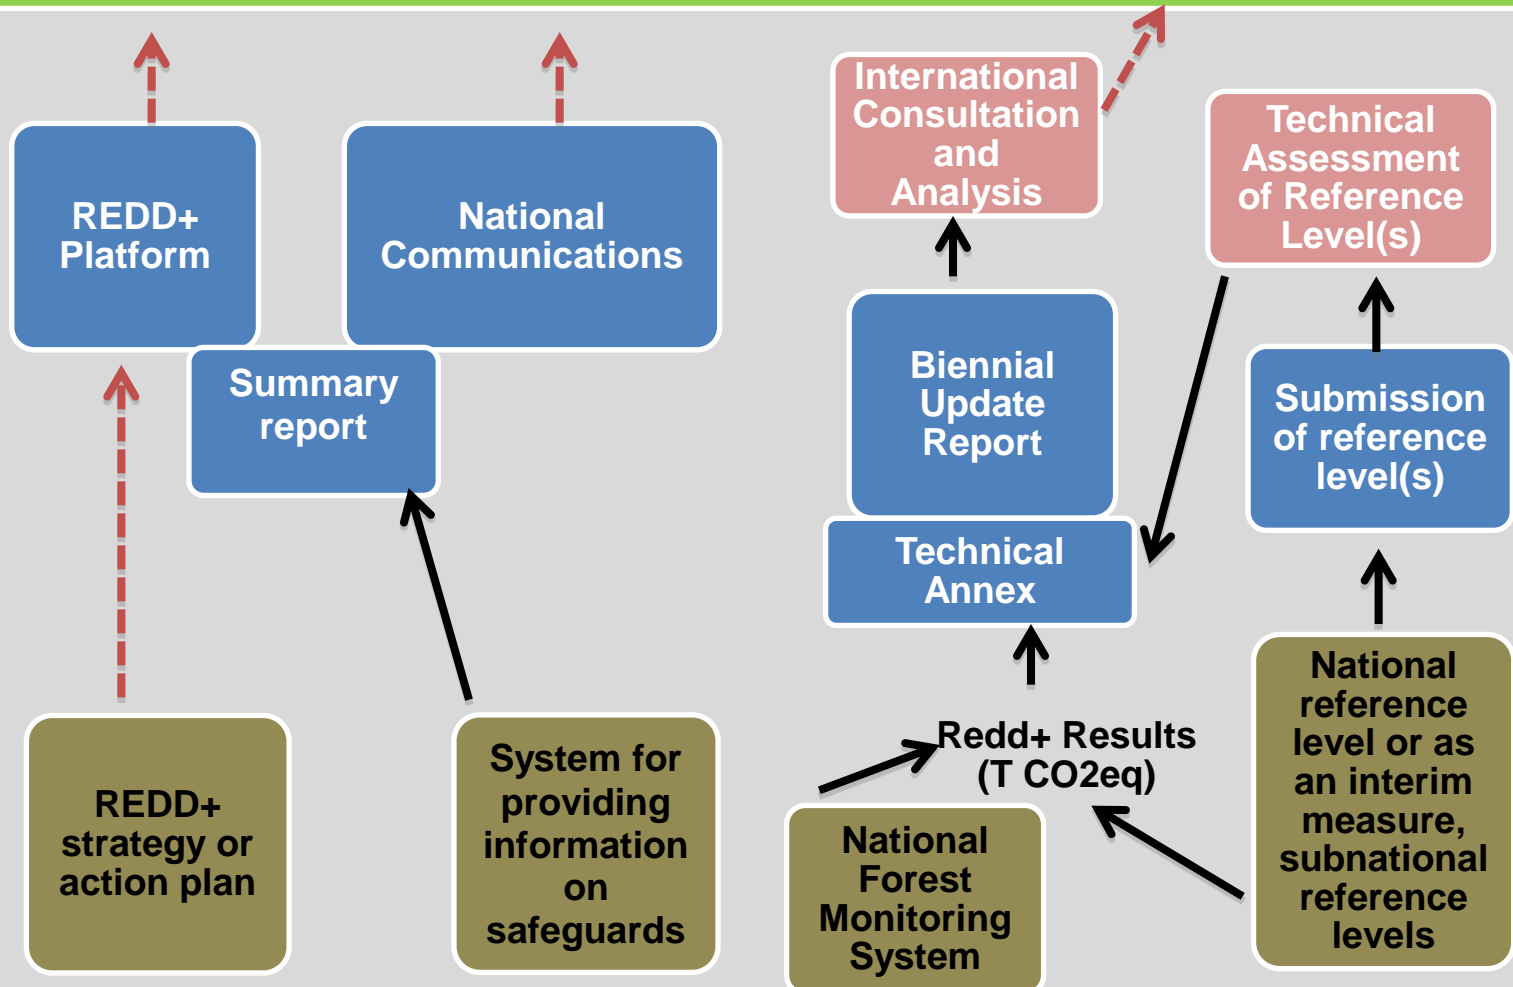 REDD+
Platform
National
Communications
Summary
report
REDD+
strategy or
action plan
System for
providing
information
on
safeguards
International
Consultation
and
Analysis
Technical
Assessment
of Reference
Level(s)
Biennial
Update
Report
Submission
of reference
level(s)
Technical
Annex
Redd+ Results
(T CO2eq)
National
Forest
Monitoring
System
National
reference
level or as
an interim
measure,
subnational
reference
levels